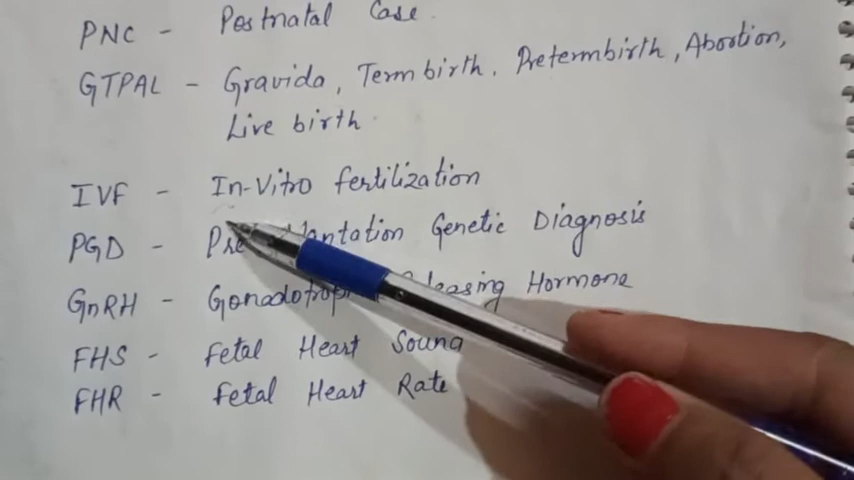 PNC - Postnatal Case
GTPAL - Gravida, Term birth, Preterm birth, Abortion,
Live birth
IVF - In-Vitro fertilization
PGD - Genetic Diagnosis
GnRH - Hormone
FHS - Fetal Heart Sound
FHR - Fetal Heart Rate